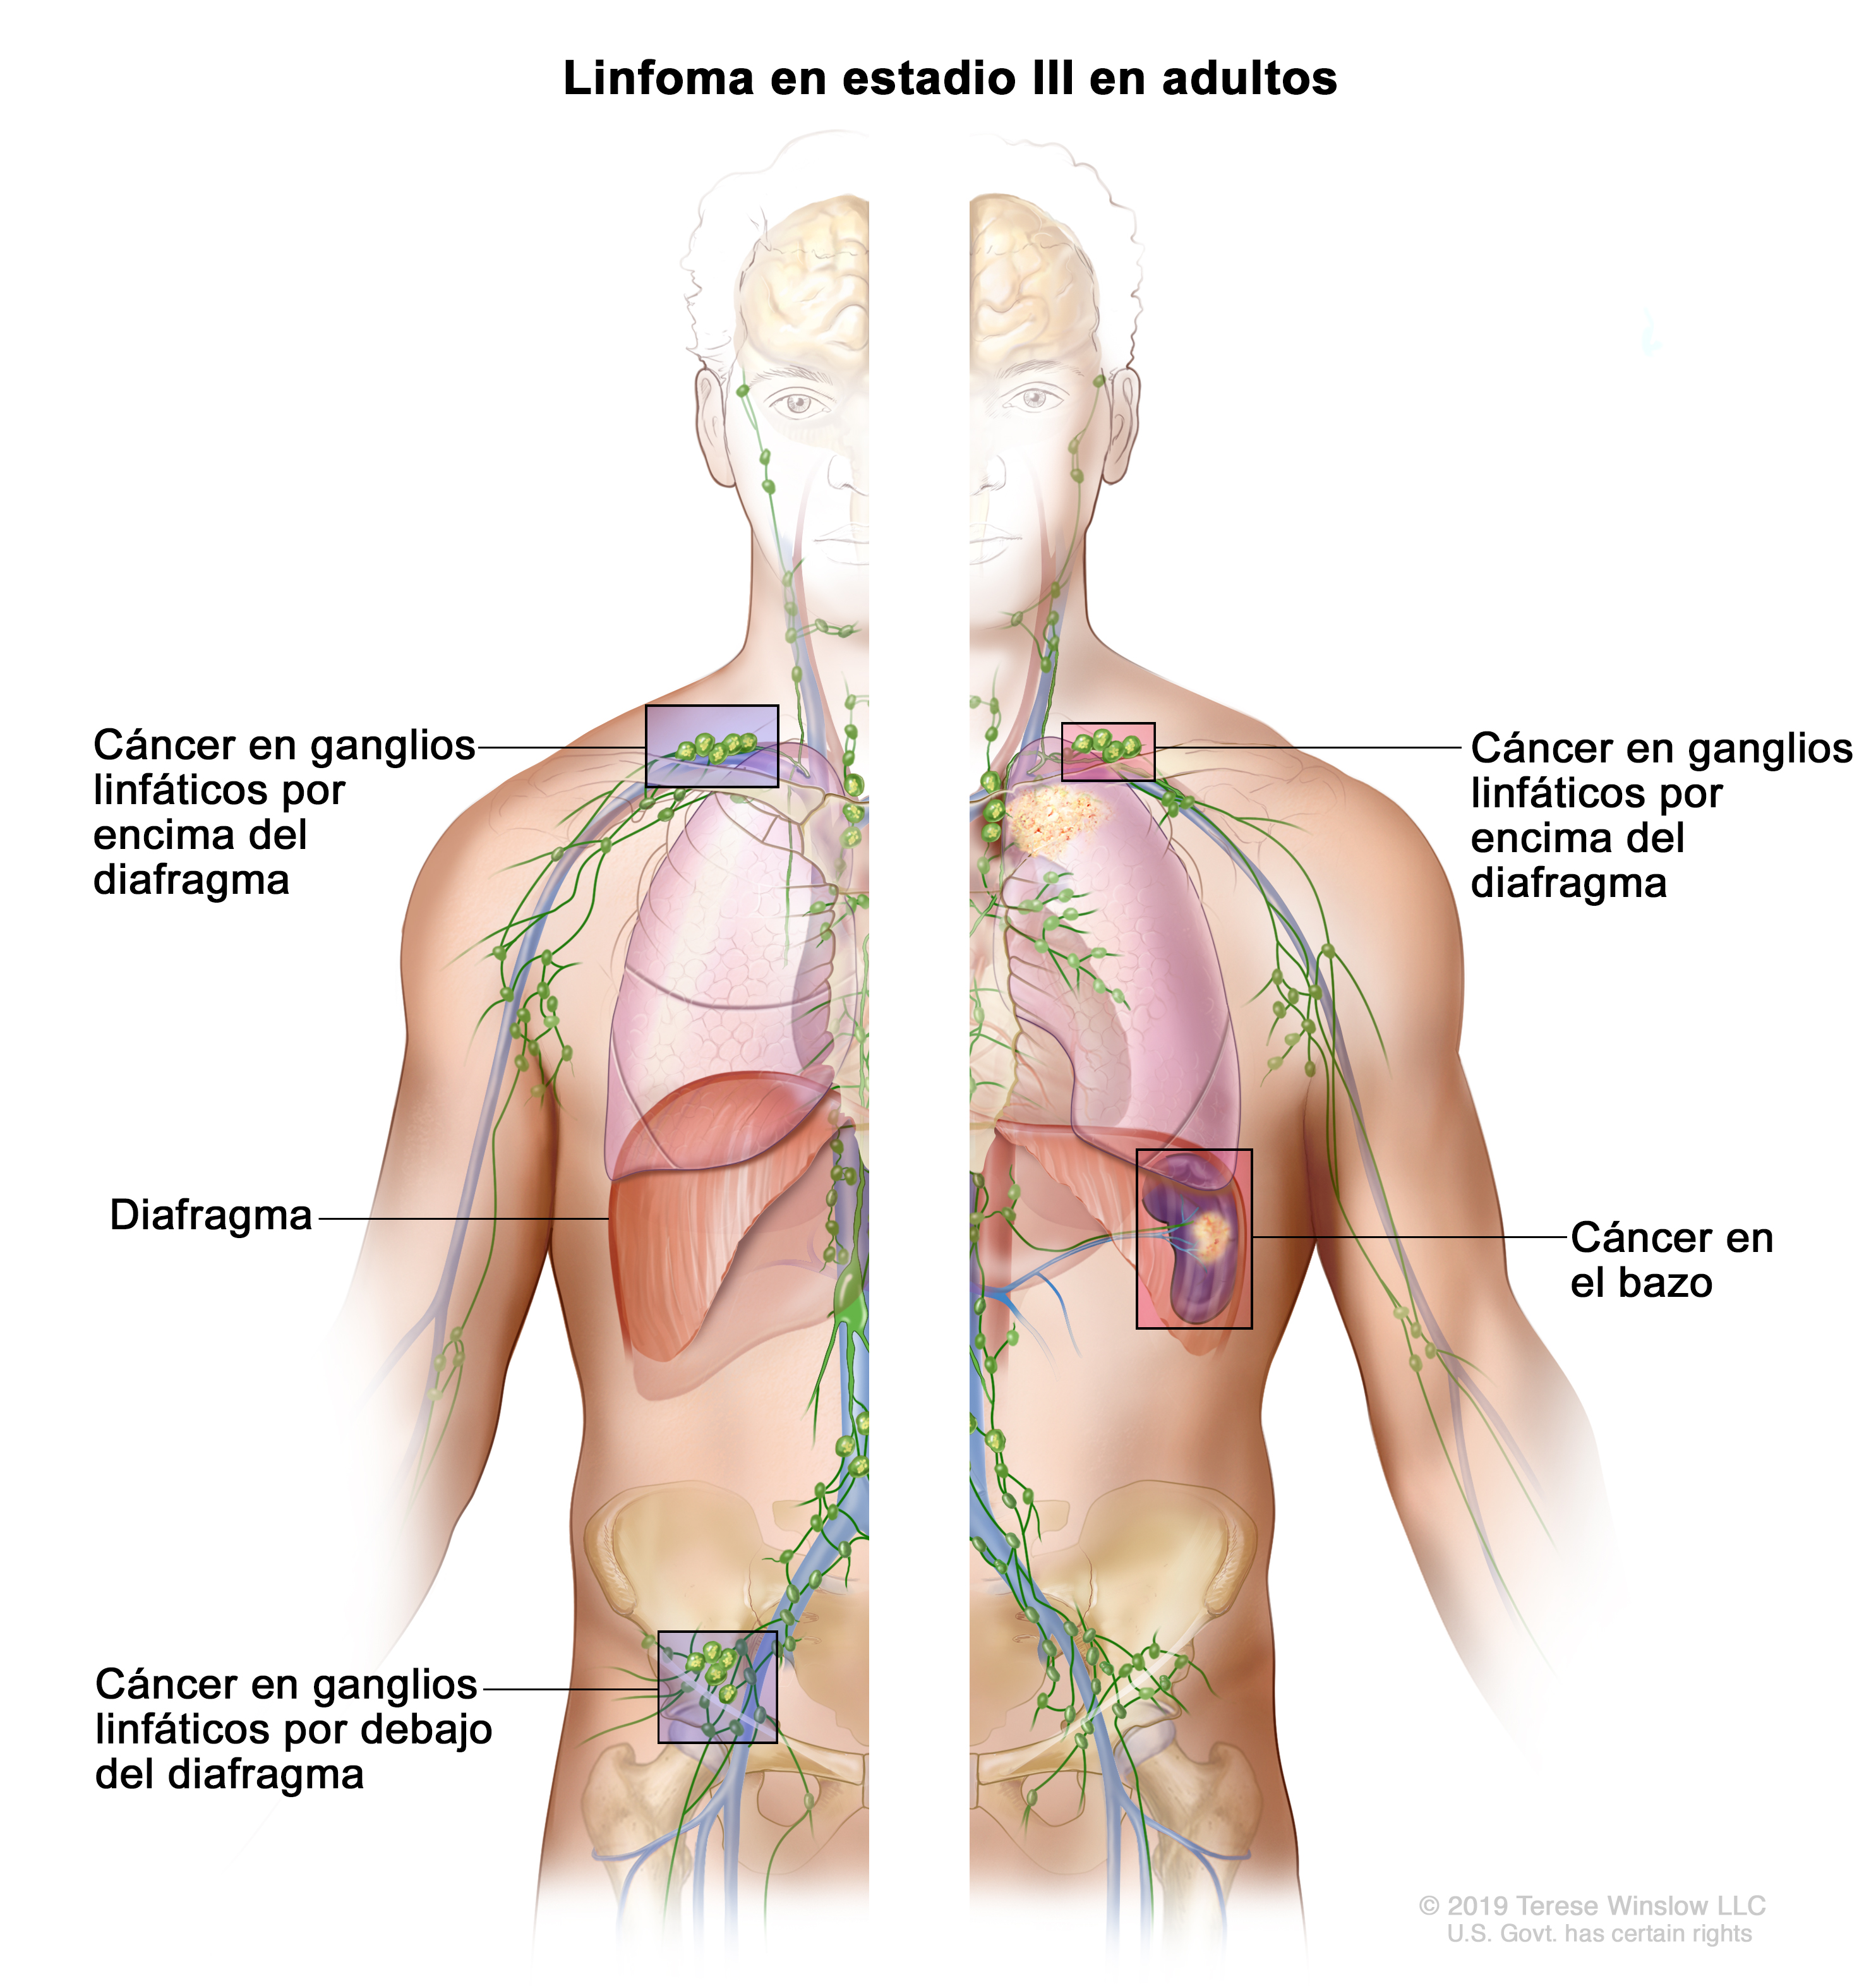 Linfoma en estadio III en adultos
Cáncer en ganglios
linfáticos por
encima del
diafragma
Cáncer en ganglios
linfáticos por
encima del
diafragma
Diafragma
Cáncer en
el bazo
Cáncer en ganglios
linfáticos por debajo
del diafragma
© 2019 Terese Winslow LLC
U.S. Govt. has certain rights